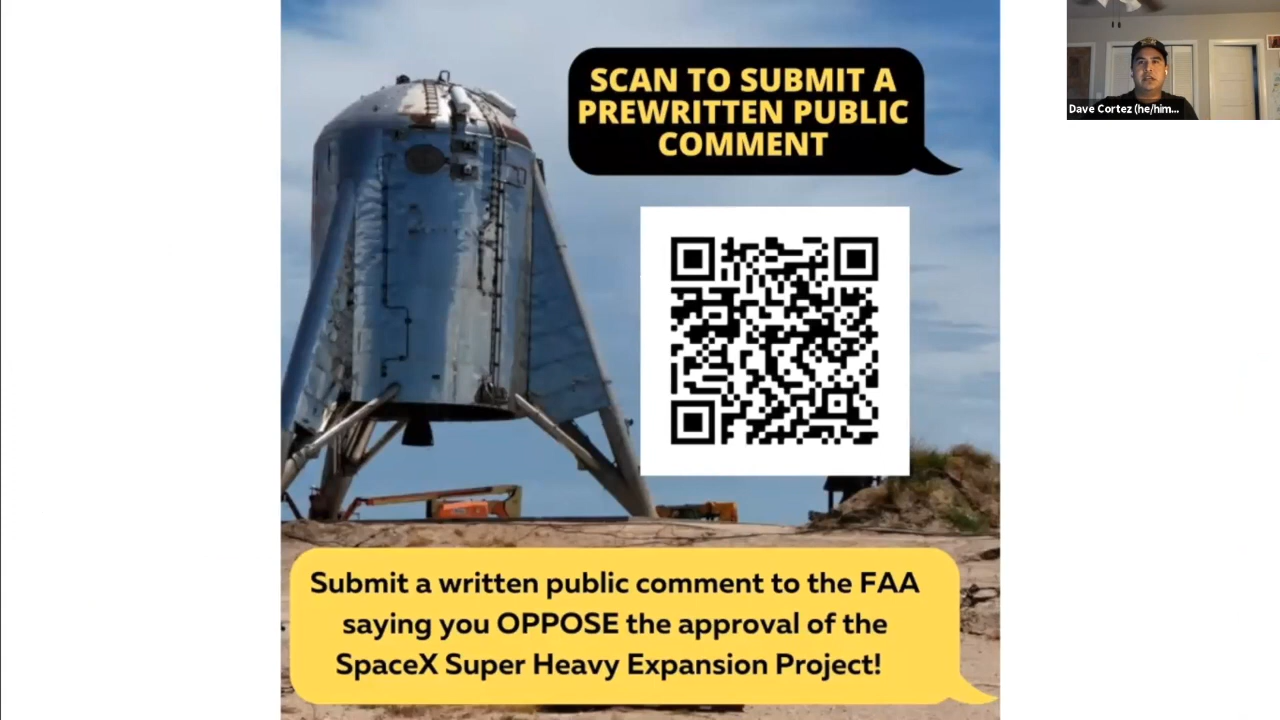 SCAN TO SUBMIT A
PREWRITTEN PUBLIC
COMMENT
Dave Cortez (he/him...
Submit a written public comment to the FAA
saying you OPPOSE the approval of the
SpaceX Super Heavy Expansion Project!